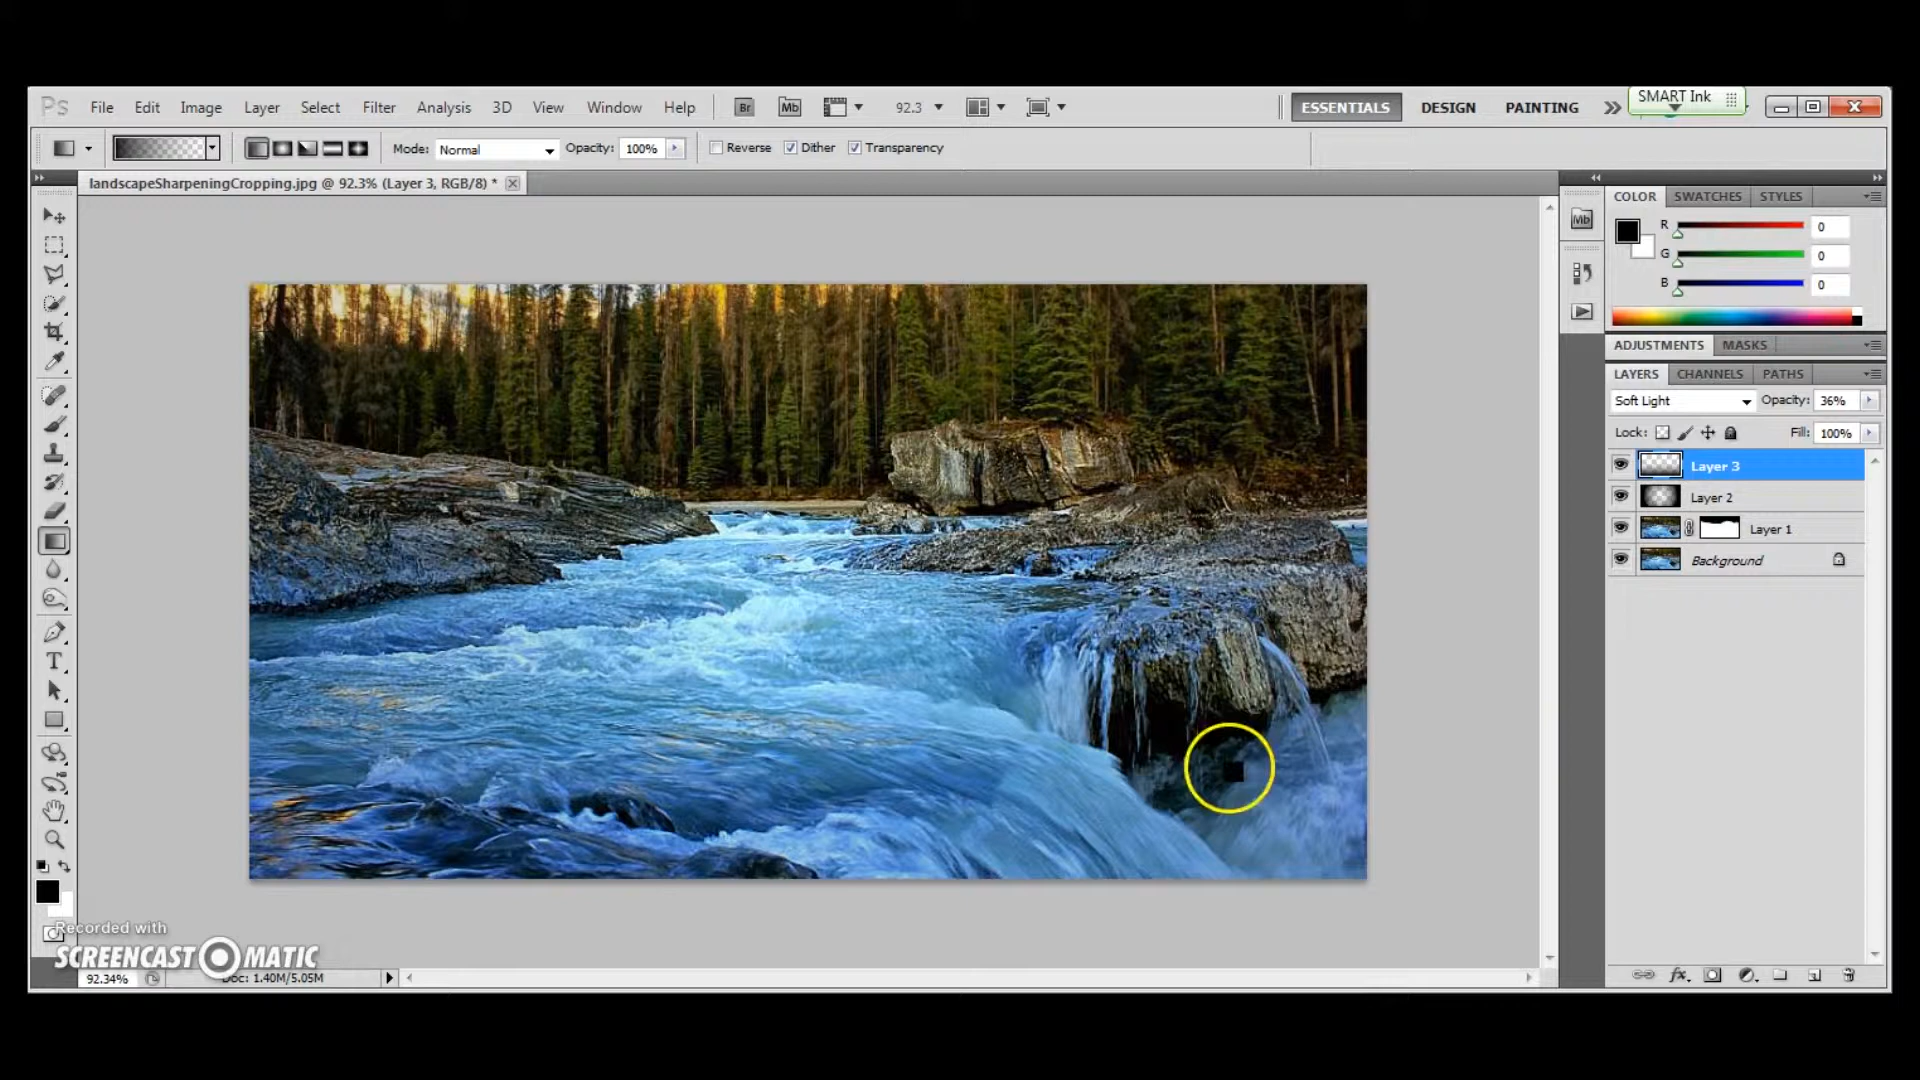 Ps File Edit Image Layer Select Filter Analysis 3D View Window Help Br Mb 92.3 ESSENTIALS DESIGN PAINTING SMART Ink
Mode: Normal Opacity: 100% Reverse Dither Transparency
landscapeSharpeningCropping.jpg @ 92.3% (Layer 3, RGB/8) *
Mb
COLOR SWATCHES STYLES
R 0
G 0
B 0
ADJUSTMENTS MASKS
LAYERS CHANNELS PATHS
Soft Light Opacity: 36%
Lock: Fill: 100%
Layer 3
Layer 2
Layer 1
Background
T
Recorded with
SCREENCAST MATIC
92.34% Doc: 1.40M/5.05M
fx